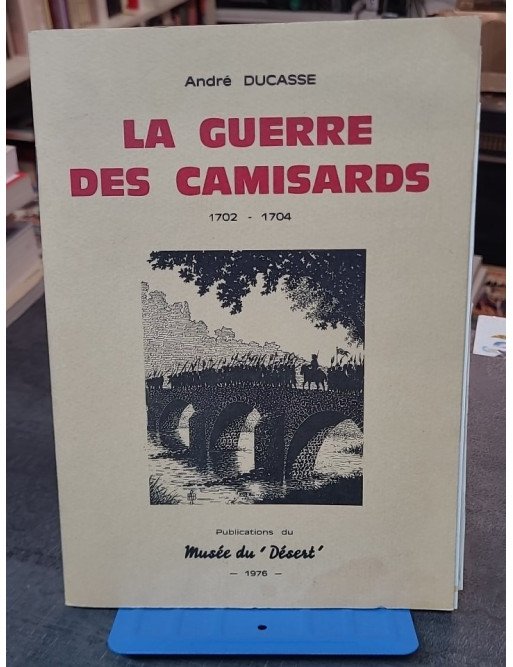 André DUCASSE
LA GUERRE
DES CAMISARDS
1702 - 1704
Publications du
Musée du "Désert"
— 1976 —